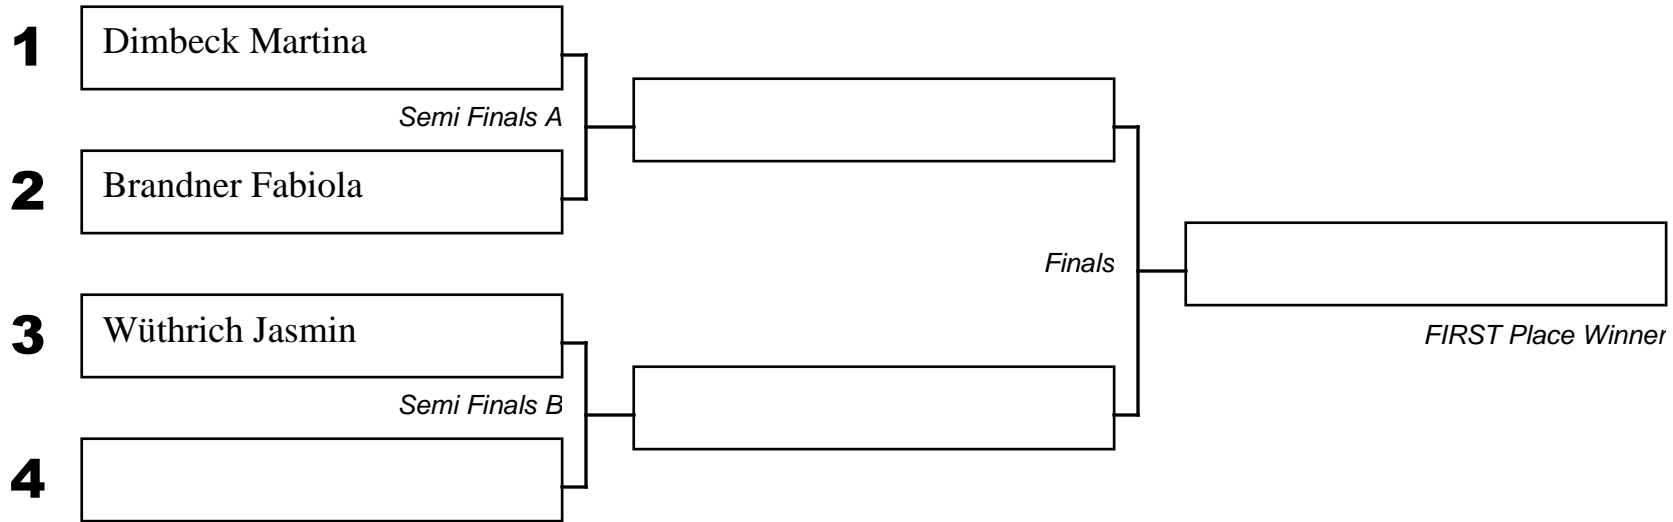 1
Dimbeck Martina
Semi Finals A
2
Brandner Fabiola
Finals
3
Wüthrich Jasmin
FIRST Place Winner
Semi Finals B
4